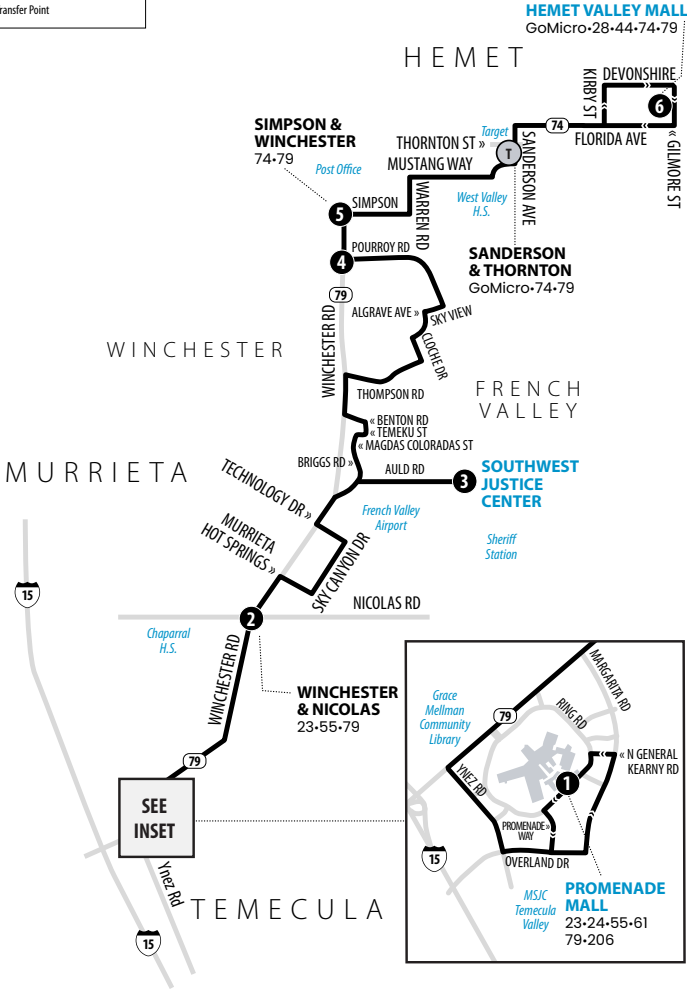 ransfer Point
HEMET VALLEY MALL
GoMicro•28•44•74•79
HEMET
DEVONSHIRE
KIRBY ST
6
SIMPSON &
WINCHESTER
74•79
Target
74
THORNTON ST »
T
FLORIDA AVE
« GILMORE ST
Post Office
MUSTANG WAY
SANDERSON AVE
West Valley
H.S.
5
SIMPSON
WARREN RD
POURROY RD
4
SANDERSON
& THORNTON
GoMicro•74•79
79
ALGRAVE AVE »
SKY VIEW
WINCHESTER RD
CLOCHE DR
WINCHESTER
THOMPSON RD
FRENCH
VALLEY
« BENTON RD
« TEMEKU ST
« MAGDAS COLORADAS ST
MURRIETA
BRIGGS RD »
AULD RD
3
SOUTHWEST
JUSTICE
CENTER
TECHNOLOGY DR »
French Valley
Airport
Sheriff
Station
MURRIETA
HOT SPRINGS »
SKY CANYON DR
15
NICOLAS RD
2
Chaparral
H.S.
WINCHESTER RD
WINCHESTER
& NICOLAS
23•55•79
79
SEE
INSET
Ynez Rd
TEMECULA
15
MARGARITA RD
Grace
Mellman
Community
Library
79
RING RD
« N GENERAL
KEARNY RD
YNEZ RD
1
PROMENADE »
WAY
15
OVERLAND DR
MSJC
Temecula
Valley
PROMENADE
MALL
23•24•55•61
79•206